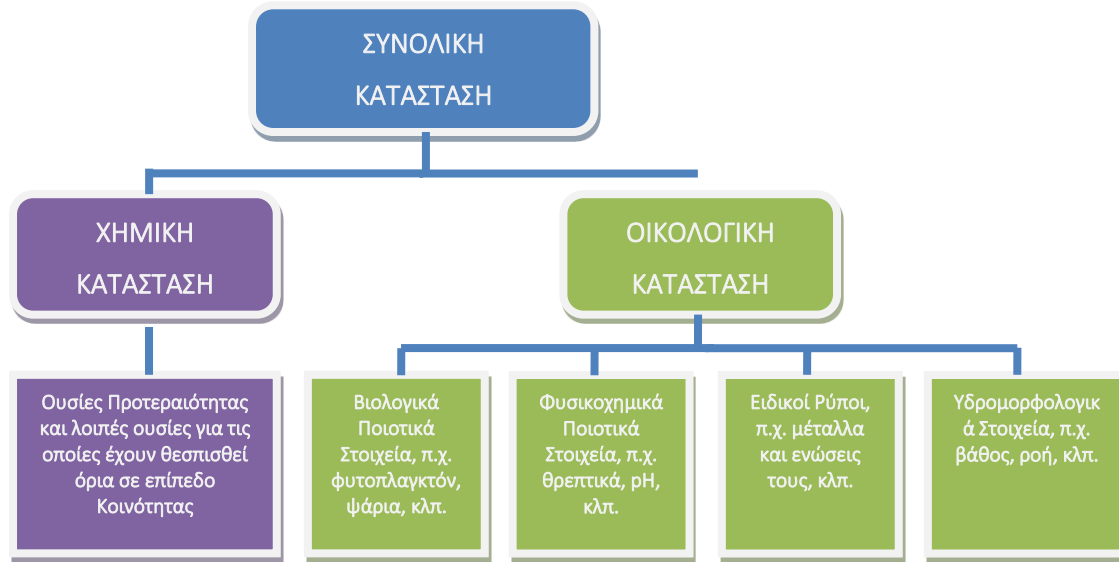 ΣΥΝΟΛΙΚΗ
ΚΑΤΑΣΤΑΣΗ
ΧΗΜΙΚΗ
ΚΑΤΑΣΤΑΣΗ
ΟΙΚΟΛΟΓΙΚΗ
ΚΑΤΑΣΤΑΣΗ
Ουσίες Προτεραιότητας
και λοιπές ουσίες για τις
οποίες έχουν θεσπισθεί
όρια σε επίπεδο
Κοινότητας
Βιολογικά
Ποιοτικά
Στοιχεία, π.χ.
φυτοπλαγκτόν,
ψάρια, κλπ.
Φυσικοχημικά
Ποιοτικά
Στοιχεία, π.χ.
θρεπτικά, pH,
κλπ.
Ειδικοί Ρύποι,
π.χ. μέταλλα
και ενώσεις
τους, κλπ.
Υδρομορφολογικ
ά Στοιχεία, π.χ.
βάθος, ροή, κλπ.